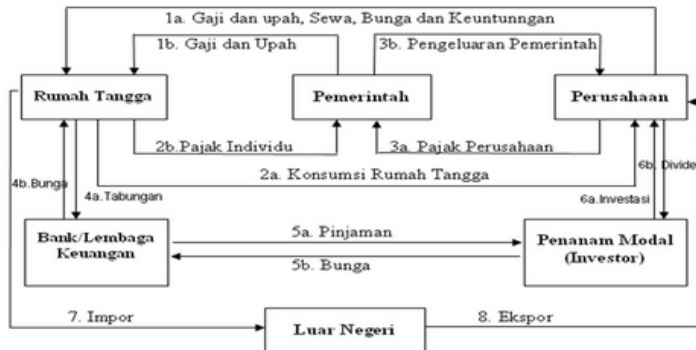 1a. Gaji dan upah, Sewa, Bunga dan Keuntunngan
1b. Gaji dan Upah
3b. Pengeluaran Pemerintah
Rumah Tangga
Pemerintah
Perusahaan
2b.Pajak Individu
3a. Pajak Perusahaan
6b. Divide
2a. Konsumsi Rumah Tangga
4b.Bunga
4a.Tabungan
6a.Investasi
Bank/Lembaga
Keuangan
5a. Pinjaman
5b. Bunga
Penanam Modal
(Investor)
7. Impor
Luar Negeri
8. Ekspor